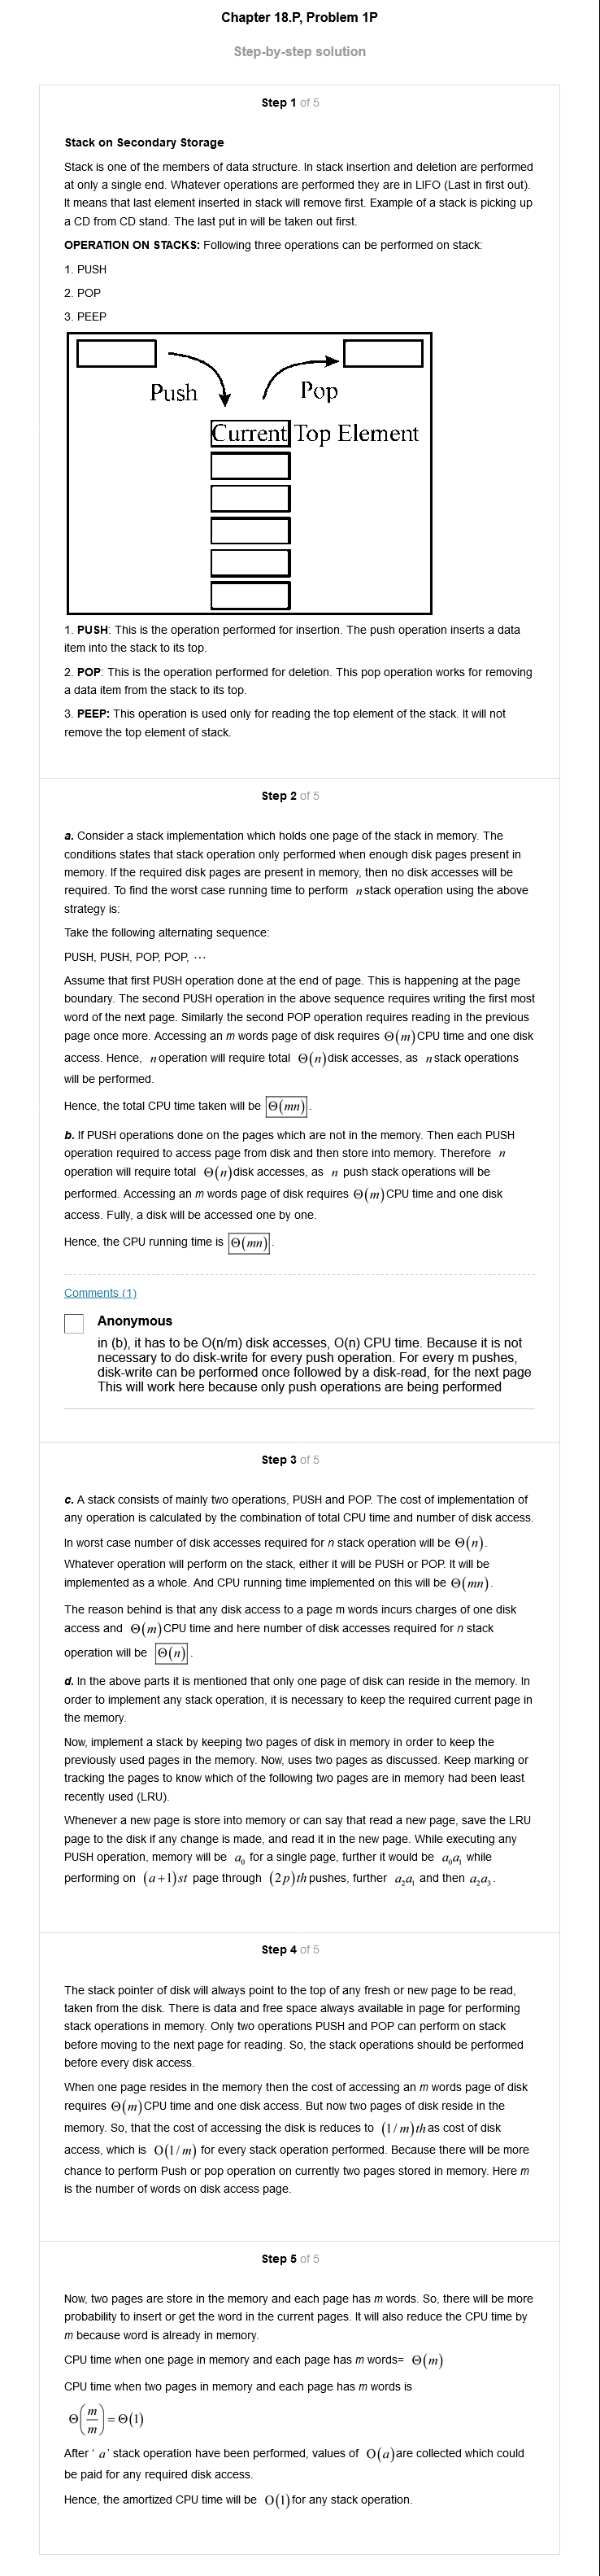 Chapter 18.P, Problem 1P
Step-by-step solution
Step 1 of 5
Stack on Secondary Storage
Stack is one of the members of data structure. In stack insertion and deletion are performed
at only a single end. Whatever operations are performed they are in LIFO (Last in first out).
It means that last element inserted in stack will remove first. Example of a stack is picking up
a CD from CD stand. The last put in will be taken out first.
OPERATION ON STACKS: Following three operations can be performed on stack:
1. PUSH
2. POP
3. PEEP
Push
Pop
Current Top Element
1. PUSH: This is the operation performed for insertion. The push operation inserts a data
item into the stack to its top.
2. POP: This is the operation performed for deletion. This pop operation works for removing
a data item from the stack to its top.
3. PEEP: This operation is used only for reading the top element of the stack. It will not
remove the top element of stack.
Step 2 of 5
a. Consider a stack implementation which holds one page of the stack in memory. The
conditions states that stack operation only performed when enough disk pages present in
memory. If the required disk pages are present in memory, then no disk accesses will be
required. To find the worst case running time to perform n stack operation using the above
strategy is:
Take the following alternating sequence:
PUSH, PUSH, POP, POP, ⋯
Assume that first PUSH operation done at the end of page. This is happening at the page
boundary. The second PUSH operation in the above sequence requires writing the first most
word of the next page. Similarly the second POP operation requires reading in the previous
page once more. Accessing an m words page of disk requires Θ(m) CPU time and one disk
access. Hence, n operation will require total Θ(n) disk accesses, as n stack operations
will be performed.
Hence, the total CPU time taken will be Θ(mn).
b. If PUSH operations done on the pages which are not in the memory. Then each PUSH
operation required to access page from disk and then store into memory. Therefore n
operation will require total Θ(n) disk accesses, as n push stack operations will be
performed. Accessing an m words page of disk requires Θ(m) CPU time and one disk
access. Fully, a disk will be accessed one by one.
Hence, the CPU running time is Θ(mn).
Comments (1)
Anonymous
in (b), it has to be O(n/m) disk accesses, O(n) CPU time. Because it is not
necessary to do disk-write for every push operation. For every m pushes,
disk-write can be performed once followed by a disk-read, for the next page
This will work here because only push operations are being performed
Step 3 of 5
c. A stack consists of mainly two operations, PUSH and POP. The cost of implementation of
any operation is calculated by the combination of total CPU time and number of disk access.
In worst case number of disk accesses required for n stack operation will be Θ(n).
Whatever operation will perform on the stack, either it will be PUSH or POP. It will be
implemented as a whole. And CPU running time implemented on this will be Θ(mn).
The reason behind is that any disk access to a page m words incurs charges of one disk
access and Θ(m) CPU time and here number of disk accesses required for n stack
operation will be Θ(n).
d. In the above parts it is mentioned that only one page of disk can reside in the memory. In
order to implement any stack operation, it is necessary to keep the required current page in
the memory.
Now, implement a stack by keeping two pages of disk in memory in order to keep the
previously used pages in the memory. Now, uses two pages as discussed. Keep marking or
tracking the pages to know which of the following two pages are in memory had been least
recently used (LRU).
Whenever a new page is store into memory or can say that read a new page, save the LRU
page to the disk if any change is made, and read it in the new page. While executing any
PUSH operation, memory will be a₀ for a single page, further it would be a₀a₁ while
performing on (a+1)st page through (2p)th pushes, further a₂a₁ and then a₂a₃.
Step 4 of 5
The stack pointer of disk will always point to the top of any fresh or new page to be read,
taken from the disk. There is data and free space always available in page for performing
stack operations in memory. Only two operations PUSH and POP can perform on stack
before moving to the next page for reading. So, the stack operations should be performed
before every disk access.
When one page resides in the memory then the cost of accessing an m words page of disk
requires Θ(m) CPU time and one disk access. But now two pages of disk reside in the
memory. So, that the cost of accessing the disk is reduces to (1/m)th as cost of disk
access, which is O(1/m) for every stack operation performed. Because there will be more
chance to perform Push or pop operation on currently two pages stored in memory. Here m
is the number of words on disk access page.
Step 5 of 5
Now, two pages are store in the memory and each page has m words. So, there will be more
probability to insert or get the word in the current pages. It will also reduce the CPU time by
m because word is already in memory.
CPU time when one page in memory and each page has m words= Θ(m)
CPU time when two pages in memory and each page has m words is
Θ(m/m) = Θ(1)
After ' a' stack operation have been performed, values of O(a) are collected which could
be paid for any required disk access.
Hence, the amortized CPU time will be O(1) for any stack operation.